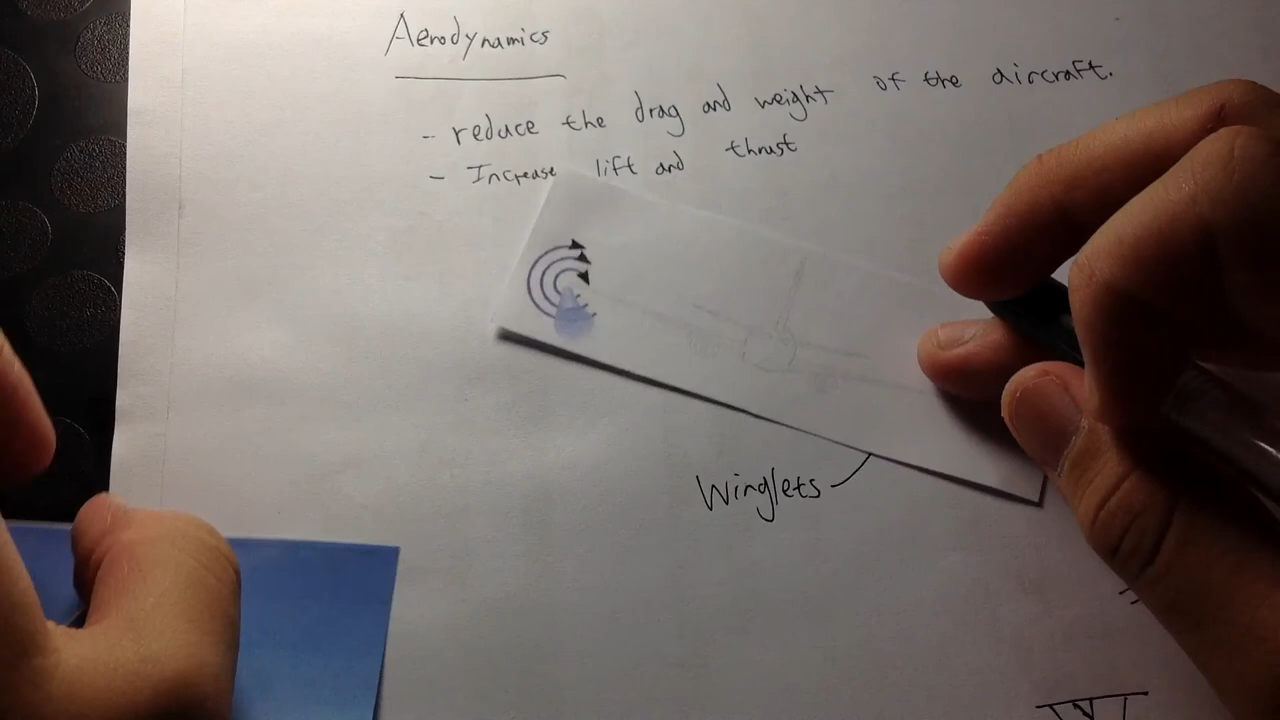 Aerodynamics
- reduce the drag and weight of the aircraft.
- Increase lift and thrust
Winglets